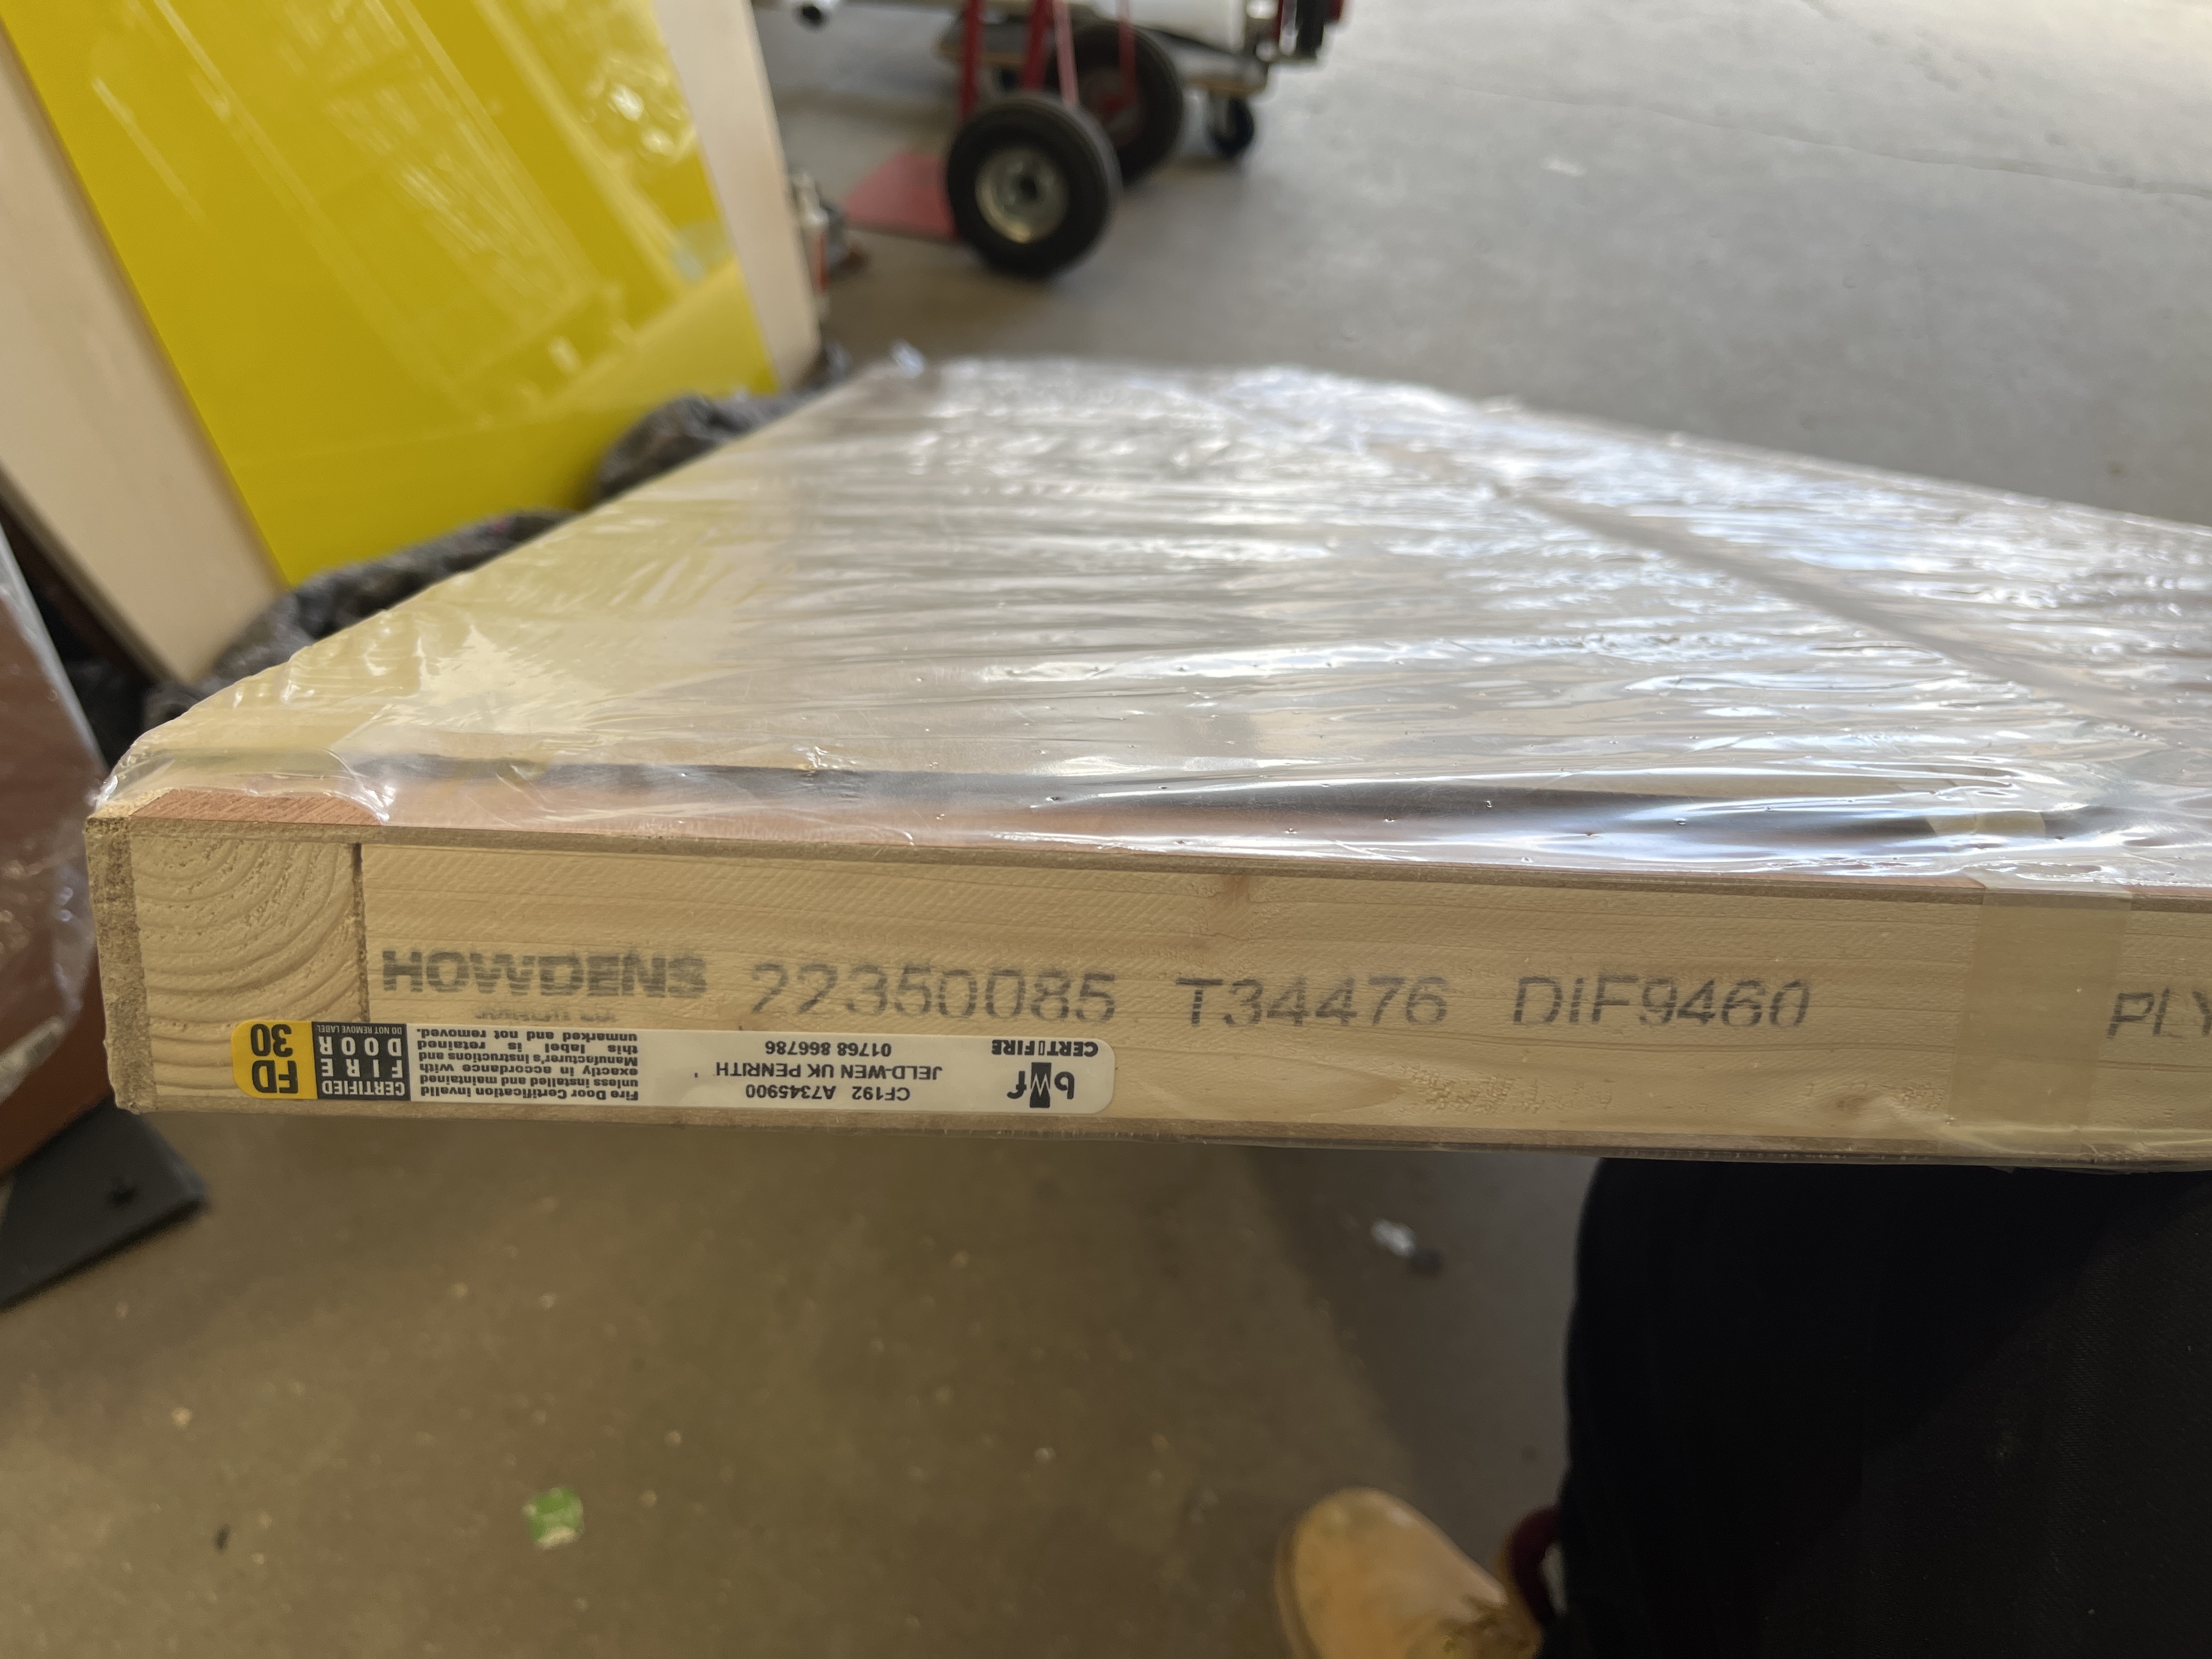 HOWDENS 22350085 T34476 DIF9460 PLY
FD
30
CERTIFIED
FIRE
DOOR
DO NOT REMOVE LABEL
Fire Door Certification invalid
unless installed and maintained
exactly in accordance with
Manufacturer's Instructions and
this label is retained
unmarked and not removed.
CF192 A7345900
JELD-WEN UK PENRITH
01768 866786
bwf
CERTIFIRE